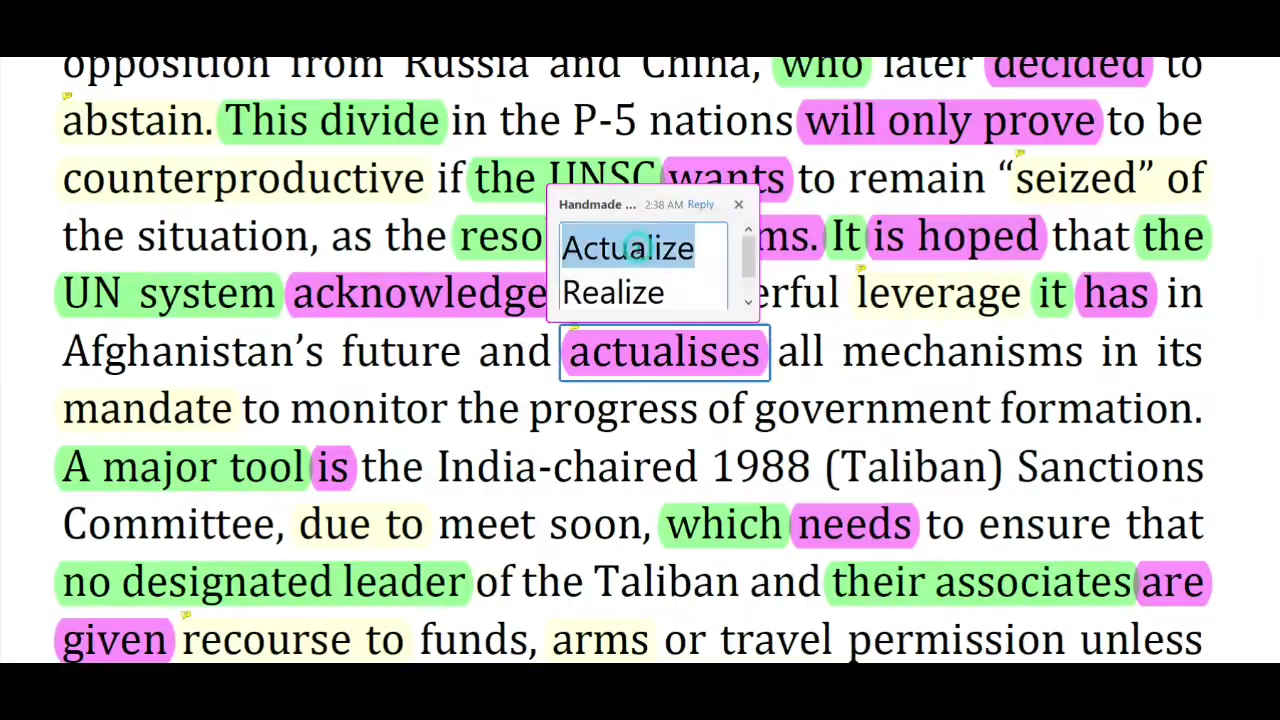 opposition from Russia and China, who later decided to
abstain. This divide in the P-5 nations will only prove to be
counterproductive if the UNSC wants to remain “seized” of
Handmade ... 2:38 AM Reply
Actualize
Realize
the situation, as the reso ms. It is hoped that the
UN system acknowledge erful leverage it has in
Afghanistan’s future and actualises all mechanisms in its
mandate to monitor the progress of government formation.
A major tool is the India-chaired 1988 (Taliban) Sanctions
Committee, due to meet soon, which needs to ensure that
no designated leader of the Taliban and their associates are
given recourse to funds, arms or travel permission unless